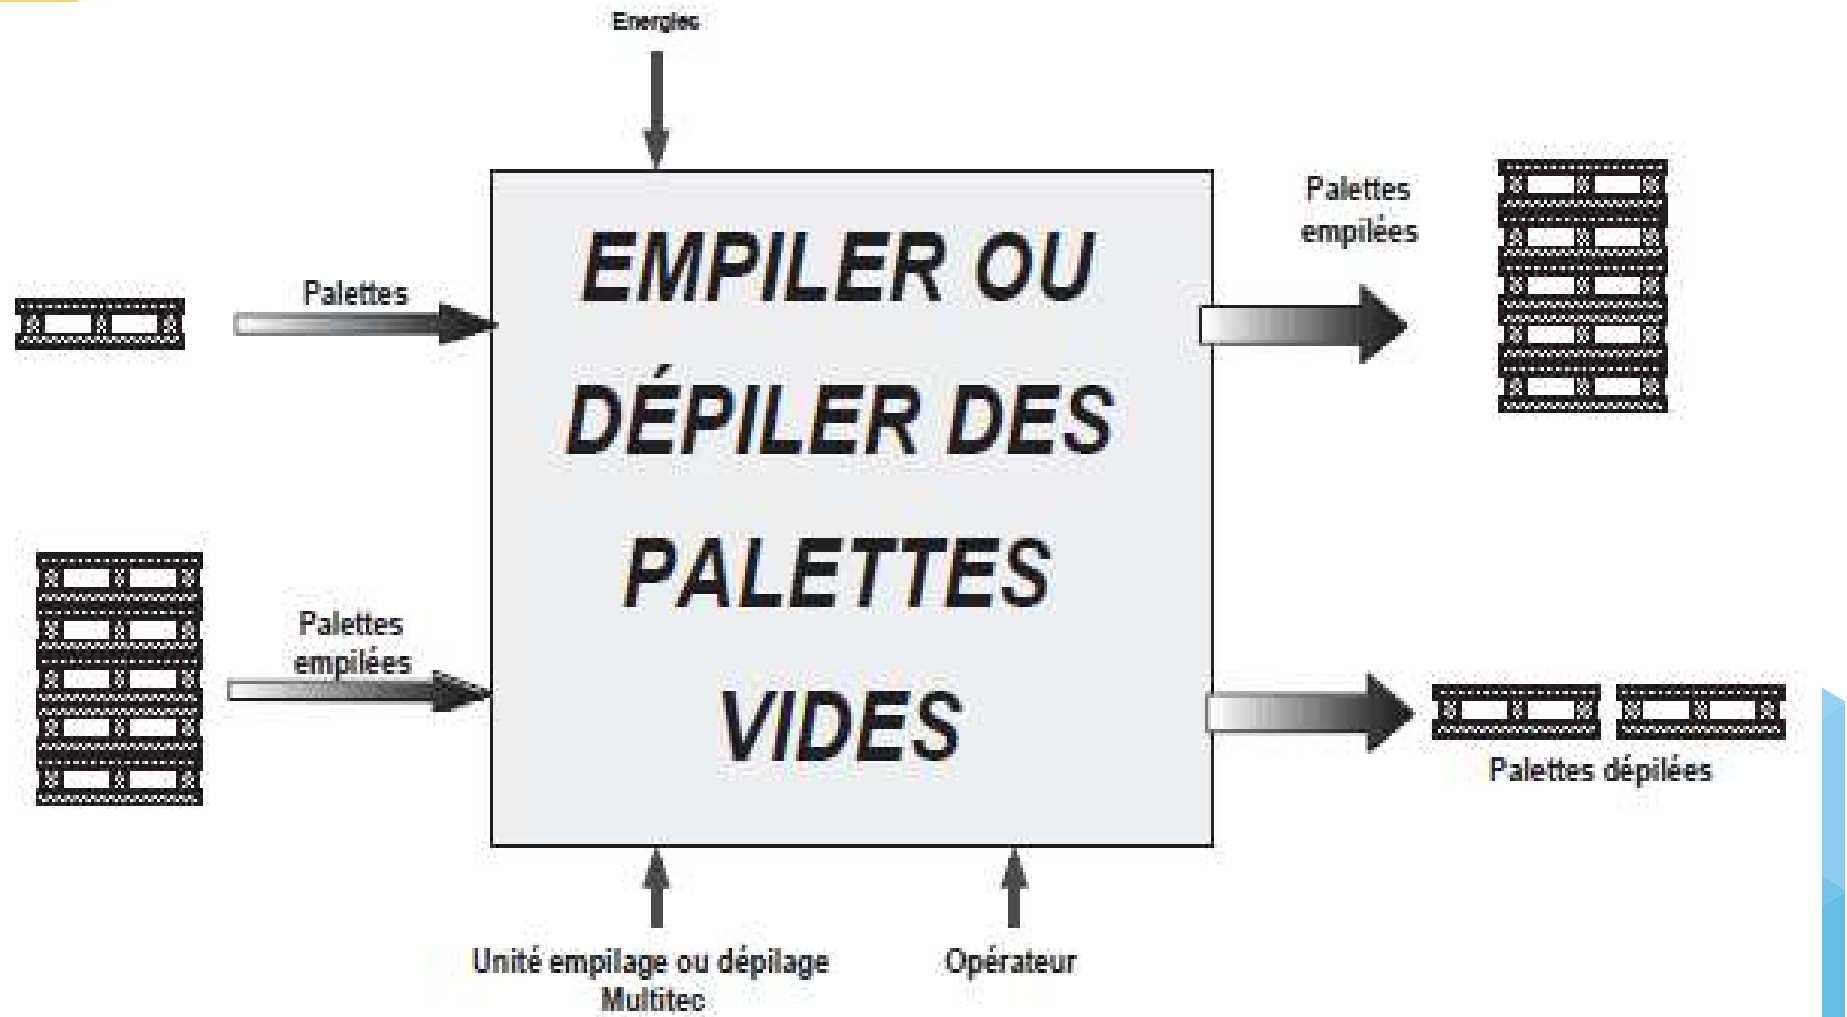 Energies
EMPILER OU
DÉPILER DES
PALETTES
VIDES
Palettes
Palettes
empilées
Palettes
empilées
Palettes dépilées
Unité empilage ou dépilage
Multitec
Opérateur